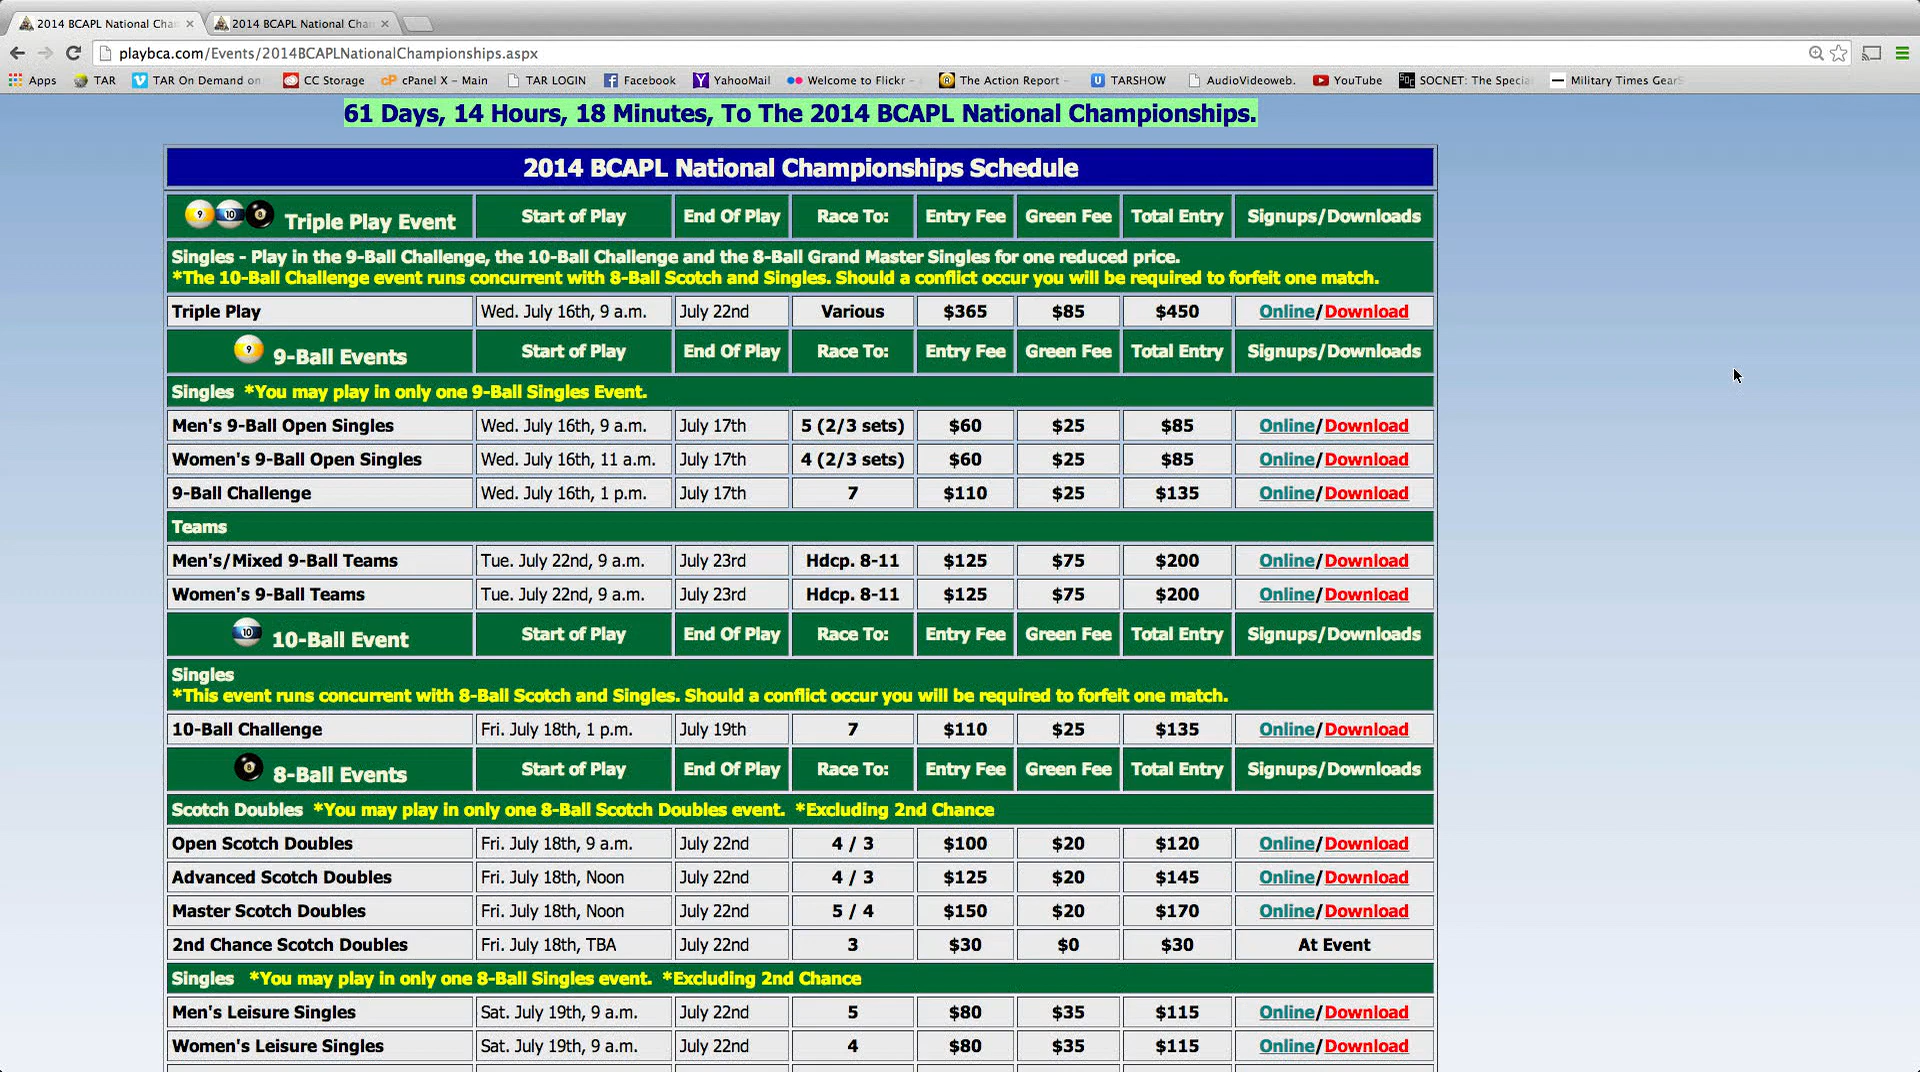 2014 BCAPL National Cha
2014 BCAPL National Cha
playbca.com/Events/2014BCAPLNationalChampionships.aspx
Apps TAR TAR On Demand on CC Storage cPanel X - Main TAR LOGIN Facebook YahooMail Welcome to Flickr - The Action Report - TARSHOW AudioVideoweb. YouTube SOCNET: The Specia Military Times Gear
61 Days, 14 Hours, 18 Minutes, To The 2014 BCAPL National Championships.
2014 BCAPL National Championships Schedule
9 10 8 Triple Play Event Start of Play End Of Play Race To: Entry Fee Green Fee Total Entry Signups/Downloads
Singles - Play in the 9-Ball Challenge, the 10-Ball Challenge and the 8-Ball Grand Master Singles for one reduced price.
*The 10-Ball Challenge event runs concurrent with 8-Ball Scotch and Singles. Should a conflict occur you will be required to forfeit one match.
Triple Play Wed. July 16th, 9 a.m. July 22nd Various $365 $85 $450 Online/Download
9 9-Ball Events Start of Play End Of Play Race To: Entry Fee Green Fee Total Entry Signups/Downloads
Singles *You may play in only one 9-Ball Singles Event.
Men's 9-Ball Open Singles Wed. July 16th, 9 a.m. July 17th 5 (2/3 sets) $60 $25 $85 Online/Download
Women's 9-Ball Open Singles Wed. July 16th, 11 a.m. July 17th 4 (2/3 sets) $60 $25 $85 Online/Download
9-Ball Challenge Wed. July 16th, 1 p.m. July 17th 7 $110 $25 $135 Online/Download
Teams
Men's/Mixed 9-Ball Teams Tue. July 22nd, 9 a.m. July 23rd Hdcp. 8-11 $125 $75 $200 Online/Download
Women's 9-Ball Teams Tue. July 22nd, 9 a.m. July 23rd Hdcp. 8-11 $125 $75 $200 Online/Download
10 10-Ball Event Start of Play End Of Play Race To: Entry Fee Green Fee Total Entry Signups/Downloads
Singles
*This event runs concurrent with 8-Ball Scotch and Singles. Should a conflict occur you will be required to forfeit one match.
10-Ball Challenge Fri. July 18th, 1 p.m. July 19th 7 $110 $25 $135 Online/Download
8 8-Ball Events Start of Play End Of Play Race To: Entry Fee Green Fee Total Entry Signups/Downloads
Scotch Doubles *You may play in only one 8-Ball Scotch Doubles event. *Excluding 2nd Chance
Open Scotch Doubles Fri. July 18th, 9 a.m. July 22nd 4 / 3 $100 $20 $120 Online/Download
Advanced Scotch Doubles Fri. July 18th, Noon July 22nd 4 / 3 $125 $20 $145 Online/Download
Master Scotch Doubles Fri. July 18th, Noon July 22nd 5 / 4 $150 $20 $170 Online/Download
2nd Chance Scotch Doubles Fri. July 18th, TBA July 22nd 3 $30 $0 $30 At Event
Singles *You may play in only one 8-Ball Singles event. *Excluding 2nd Chance
Men's Leisure Singles Sat. July 19th, 9 a.m. July 22nd 5 $80 $35 $115 Online/Download
Women's Leisure Singles Sat. July 19th, 9 a.m. July 22nd 4 $80 $35 $115 Online/Download